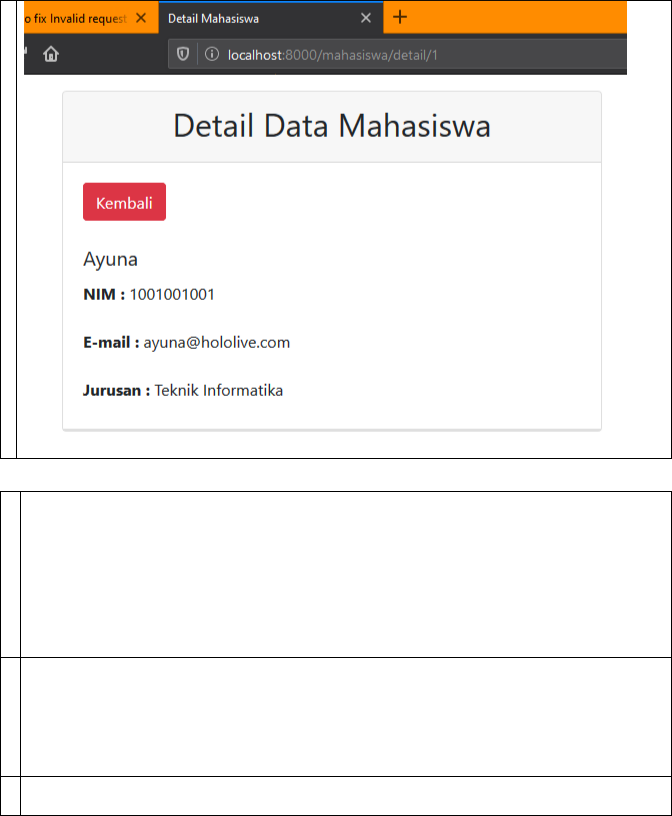 o fix Invalid request
Detail Mahasiswa
localhost:8000/mahasiswa/detail/1
Detail Data Mahasiswa
Kembali
Ayuna
NIM : 1001001001
E-mail : ayuna@hololive.com
Jurusan : Teknik Informatika